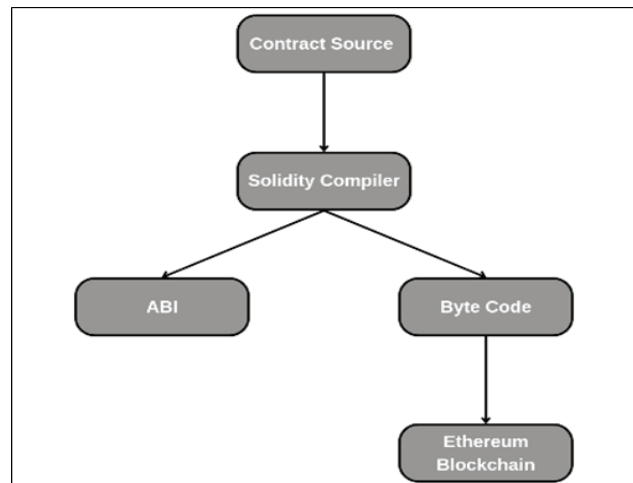 Contract Source
Solidity Compiler
ABI
Byte Code
Ethereum
Blockchain